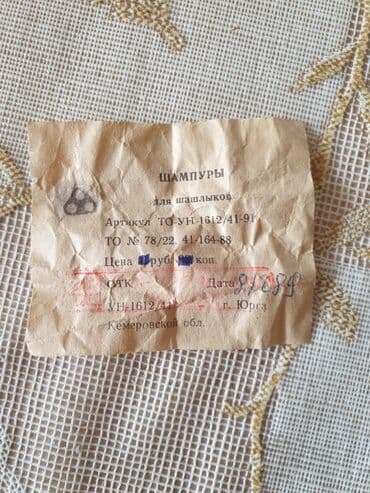 ШАМПУРЫ
для шашлыков
Артикул ТО-УН-1612/41-91
ТО № 78/22. 41-164-88
Цена руб. коп.
ОТК Дата
УН-1612/41 г. Юрга
Кемеровской обл.